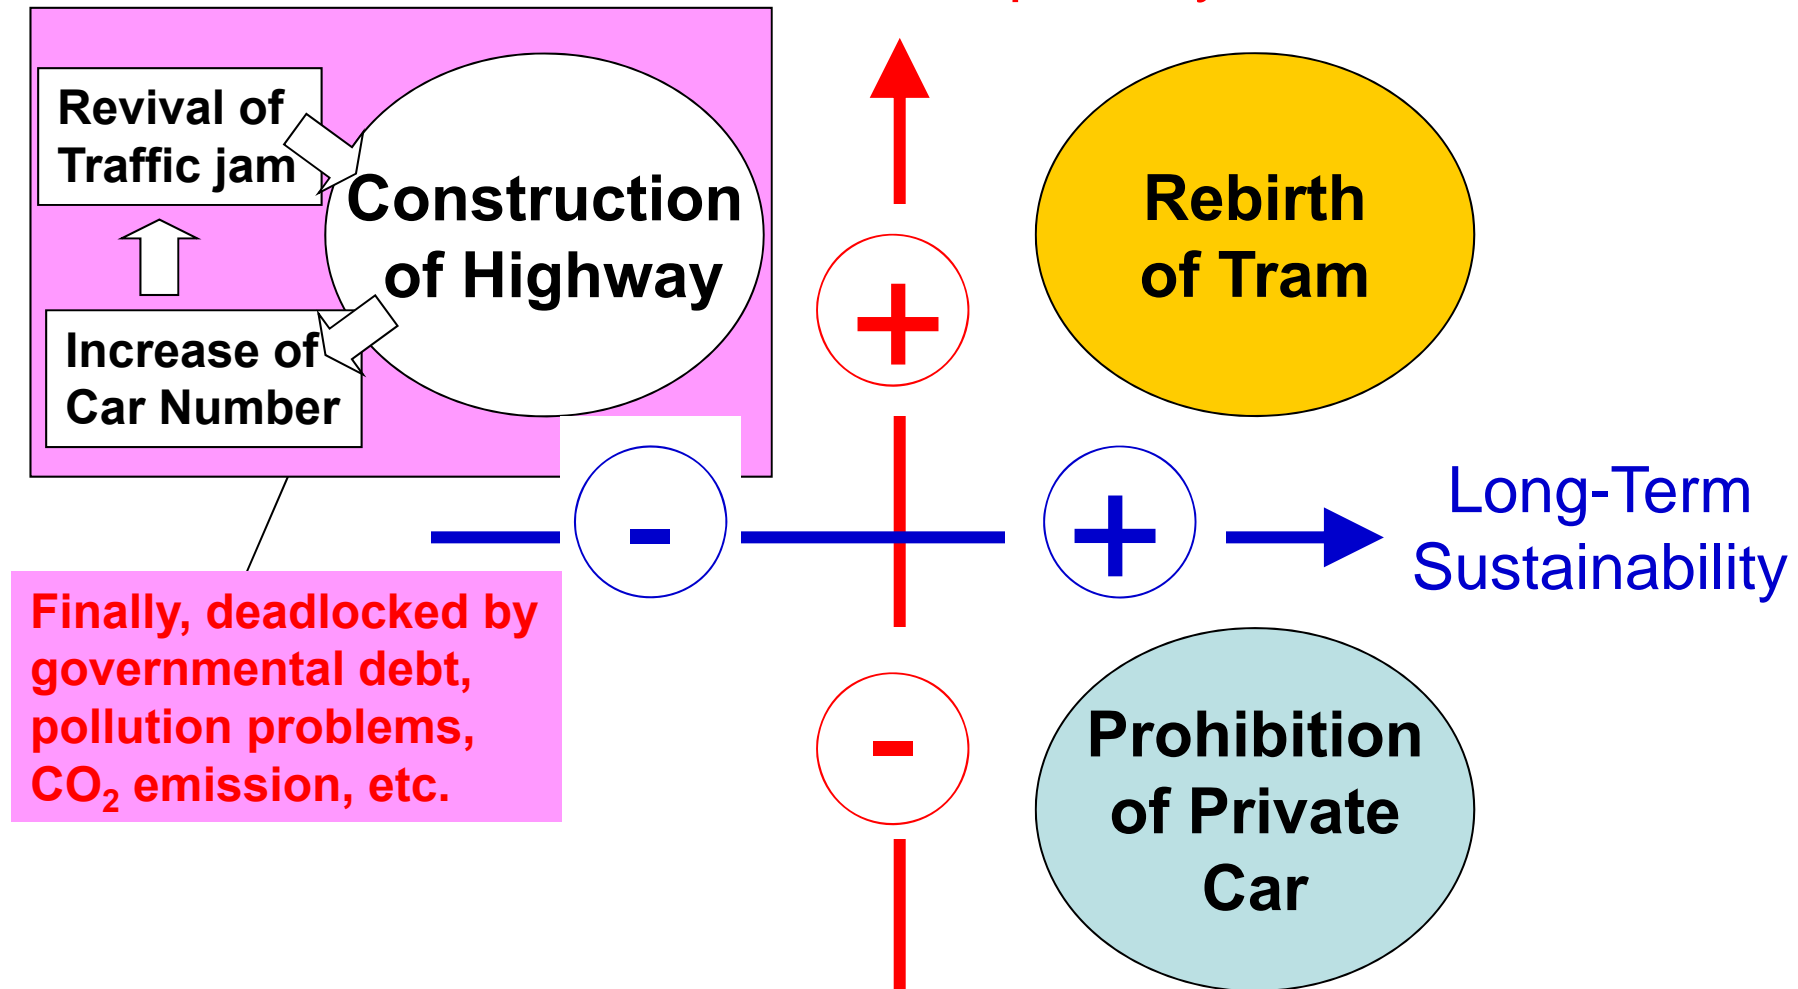 Revival of
Traffic jam
Construction
of Highway
Increase of
Car Number
Rebirth
of Tram
+
-
+
Long-Term
Sustainability
Finally, deadlocked by
governmental debt,
pollution problems,
CO₂ emission, etc.
-
Prohibition
of Private
Car